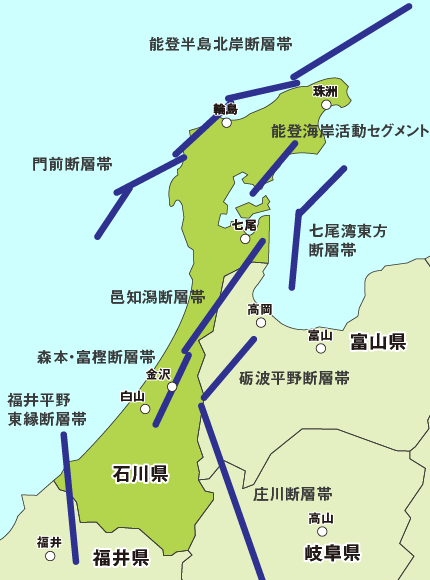 能登半島北岸断層帯
珠洲
輪島
能登海岸活動セグメント
門前断層帯
七尾
七尾湾東方
断層帯
邑知潟断層帯
高岡
富山
富山県
森本・富樫断層帯
金沢
砺波平野断層帯
白山
福井平野
東縁断層帯
石川県
庄川断層帯
高山
福井
福井県
岐阜県